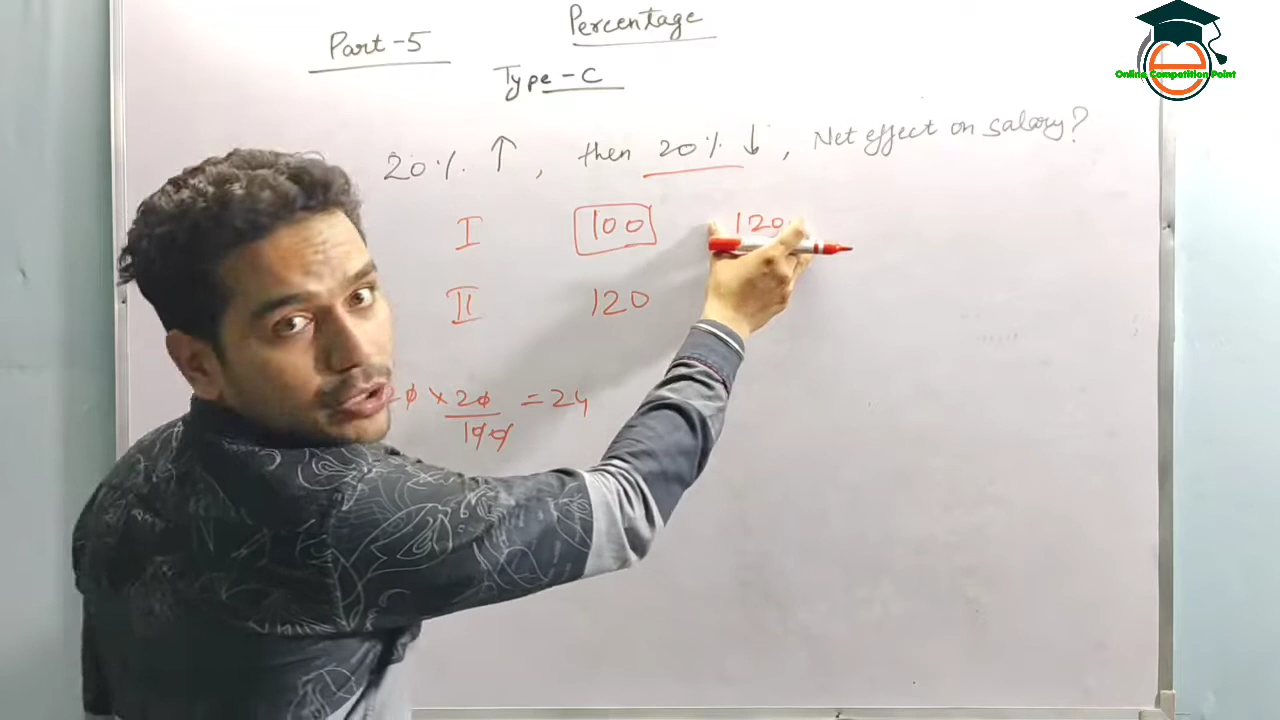 Percentage
Part-5
Type-C
Online Competition Point
20% ↑, then 20% ↓, Net effect on salary?
I 100 120
II 120
20 = 24
100